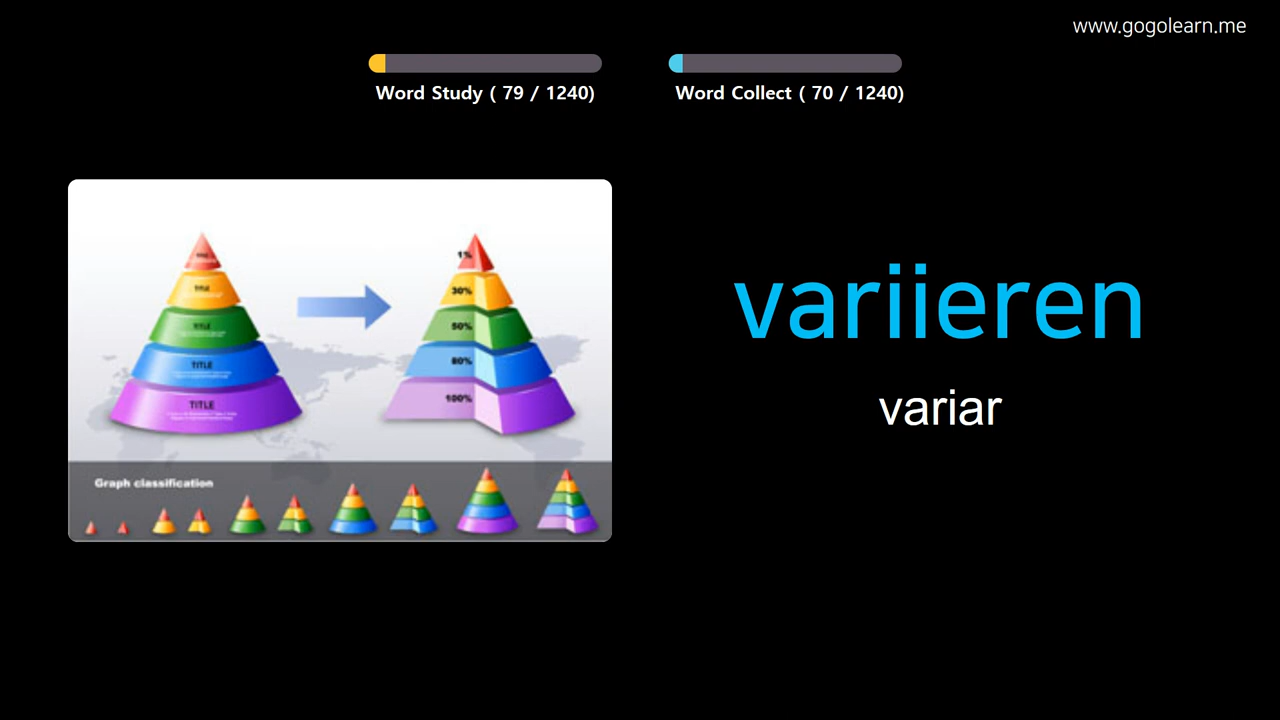 www.gogolearn.me
Word Study ( 79 / 1240)
Word Collect ( 70 / 1240)
variieren
variar
TITLE
TITLE
TITLE
TITLE
1%
30%
50%
80%
100%
Graph classification